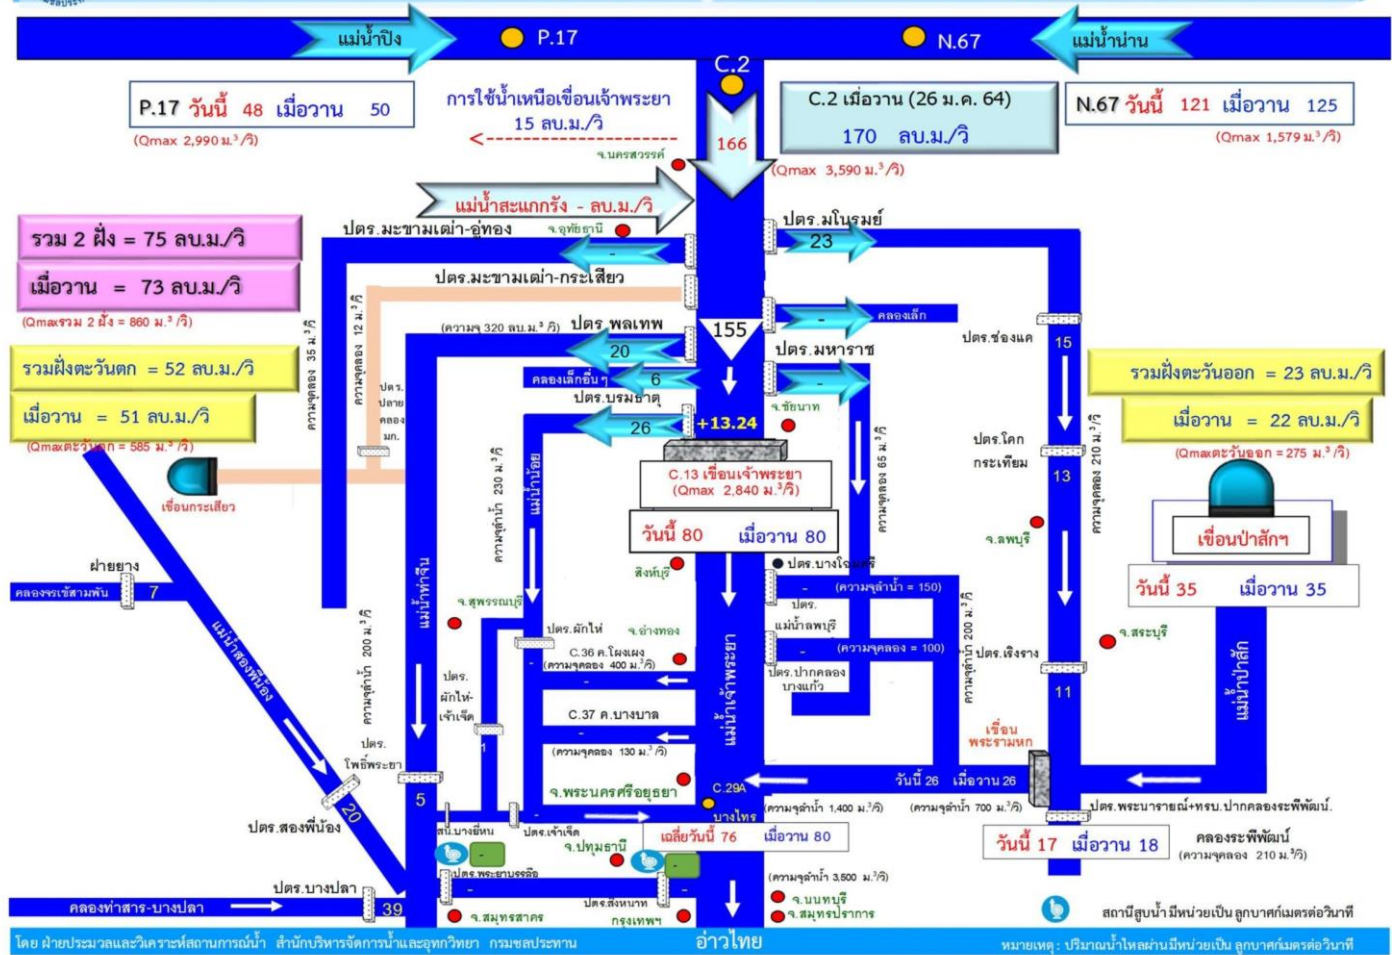 แม่น้ำปิง
P.17
N.67
แม่น้ำน่าน
C.2
P.17 วันนี้ 48 เมื่อวาน 50
(Qmax 2,990 ม.³/วิ)
การใช้น้ำเหนือเขื่อนเจ้าพระยา
15 ลบ.ม./วิ
166
C.2 เมื่อวาน (26 ม.ค. 64)
170 ลบ.ม./วิ
(Qmax 3,590 ม.³/วิ)
N.67 วันนี้ 121 เมื่อวาน 125
(Qmax 1,579 ม.³/วิ)
จ.นครสวรรค์
แม่น้ำสะแกกรัง - ลบ.ม./วิ
รวม 2 ฝั่ง = 75 ลบ.ม./วิ
เมื่อวาน = 73 ลบ.ม./วิ
(Qmaxรวม 2 ฝั่ง = 860 ม.³/วิ)
ปตร.มะขามเฒ่า-อู่ทอง
จ.อุทัยธานี
-
ปตร.มโนรมย์
23
ปตร.มะขามเฒ่า-กระเสียว
ความจุคลอง 35 ม.³/วิ
ความจุคลอง 12 ม.³/วิ
(ความจุ 320 ลบ.ม.³/วิ)
ปตร.พลเทพ
20
155
-
คลองเล็ก
ปตร.มหาราช
-
ปตร.ช่องแค
15
รวมฝั่งตะวันตก = 52 ลบ.ม./วิ
เมื่อวาน = 51 ลบ.ม./วิ
(Qmaxตะวันตก = 585 ม.³/วิ)
รวมฝั่งตะวันออก = 23 ลบ.ม./วิ
เมื่อวาน = 22 ลบ.ม./วิ
(Qmaxตะวันออก = 275 ม.³/วิ)
คลองเล็กอื่นๆ
6
ปตร.บรมธาตุ
26
+13.24
จ.ชัยนาท
ปตร.
ปลาย
คลอง
มก.
เขื่อนกระเสียว
แม่น้ำน้อย
ความจุลำน้ำ 230 ม.³/วิ
C.13 เขื่อนเจ้าพระยา
(Qmax 2,840 ม.³/วิ)
วันนี้ 80 เมื่อวาน 80
ความจุคลอง 65 ม.³/วิ
ปตร.โคก
กระเทียม
13
ความจุคลอง 210 ม.³/วิ
จ.ลพบุรี
เขื่อนป่าสักฯ
วันนี้ 35 เมื่อวาน 35
สิงห์บุรี
ปตร.บางโฉมศรี
-
(ความจุลำน้ำ = 150)
ฝายยาง
คลองจรเข้สามพัน
7
แม่น้ำสองพี่น้อง
แม่น้ำท่าจีน
ความจุลำน้ำ 200 ม.³/วิ
จ.สุพรรณบุรี
ปตร.ผักไห่
-
จ.อ่างทอง
C.36 ค.โผงเผง
(ความจุคลอง 400 ม.³/วิ)
-
ปตร.
แม่น้ำลพบุรี
-
(ความจุคลอง = 100)
ปตร.ปากคลอง
บางแก้ว
ความจุลำน้ำ 200 ม.³/วิ
จ.สระบุรี
ปตร.เริงราง
11
แม่น้ำป่าสัก
แม่น้ำเจ้าพระยา
ปตร.
ผักไห่-
เจ้าเจ็ด
1
C.37 ค.บางบาล
-
(ความจุคลอง 130 ม.³/วิ)
เขื่อน
พระรามหก
ปตร.
โพธิ์พระยา
5
20
ปตร.สองพี่น้อง
จ.พระนครศรีอยุธยา
C.29A
บางไทร
วันนี้ 26 เมื่อวาน 26
(ความจุลำน้ำ 1,400 ม.³/วิ)
(ความจุลำน้ำ 700 ม.³/วิ)
ปตร.พระนารายณ์+ทรบ.ปากคลองระพีพัฒน์.
สน.บางยี่หน
-
ปตร.เจ้าเจ็ด
เฉลี่ยวันนี้ 76 เมื่อวาน 80
วันนี้ 17 เมื่อวาน 18
คลองระพีพัฒน์
(ความจุคลอง 210 ม.³/วิ)
-
จ.ปทุมธานี
-
ปตร.พระยาบรรลือ
-
-
ปตร.สิงหนาท
(ความจุลำน้ำ 3,500 ม.³/วิ)
ปตร.บางปลา
คลองท่าสาร-บางปลา
39
จ.สมุทรสาคร
กรุงเทพฯ
จ.นนทบุรี
จ.สมุทรปราการ
สถานีสูบน้ำ มีหน่วยเป็น ลูกบาศก์เมตรต่อวินาที
โดย ฝ่ายประมวลและวิเคราะห์สถานการณ์น้ำ สำนักบริหารจัดการน้ำและอุทกวิทยา กรมชลประทาน
อ่าวไทย
หมายเหตุ : ปริมาณน้ำไหลผ่านมีหน่วยเป็น ลูกบาศก์เมตรต่อวินาที